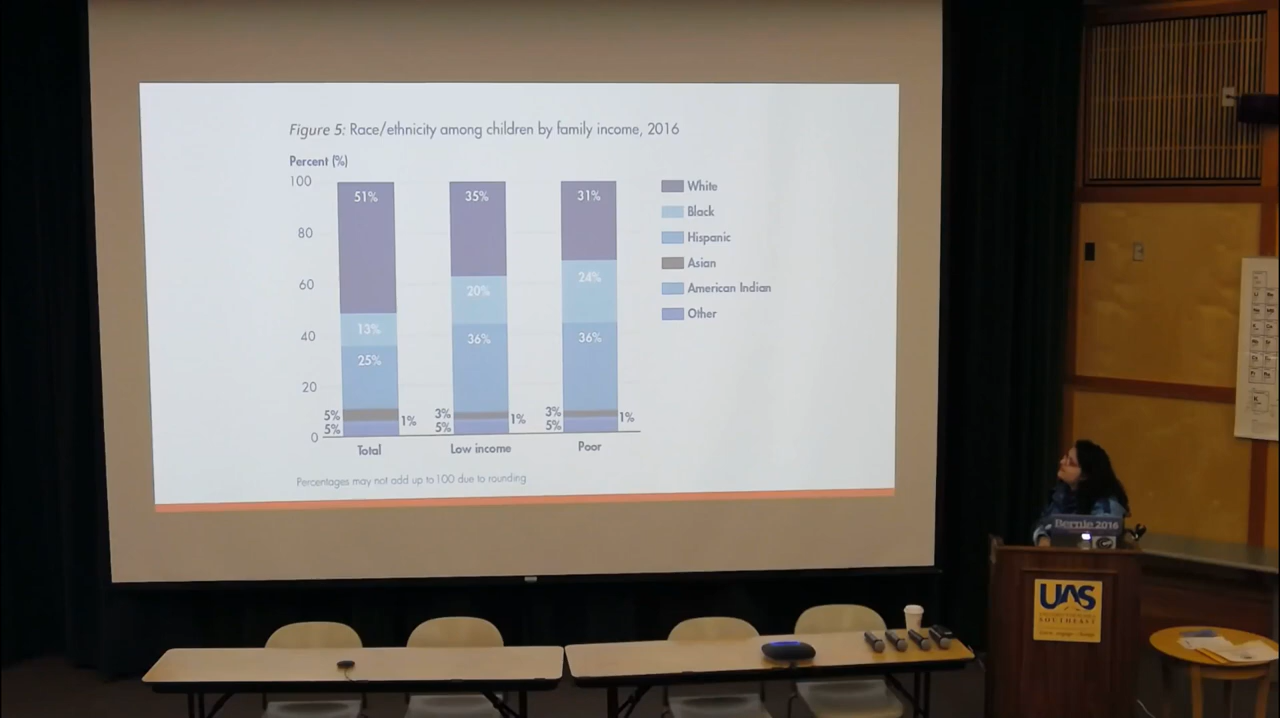 Figure 5: Race/ethnicity among children by family income, 2016
Percent (%)
100
80
60
40
20
0
51%
13%
25%
5%
5%
1%
Total
35%
20%
36%
3%
5%
1%
Low income
31%
24%
36%
3%
5%
1%
Poor
White
Black
Hispanic
Asian
American Indian
Other
Percentages may not add up to 100 due to rounding
Bernie 2016
UAS
SOUTHEAST